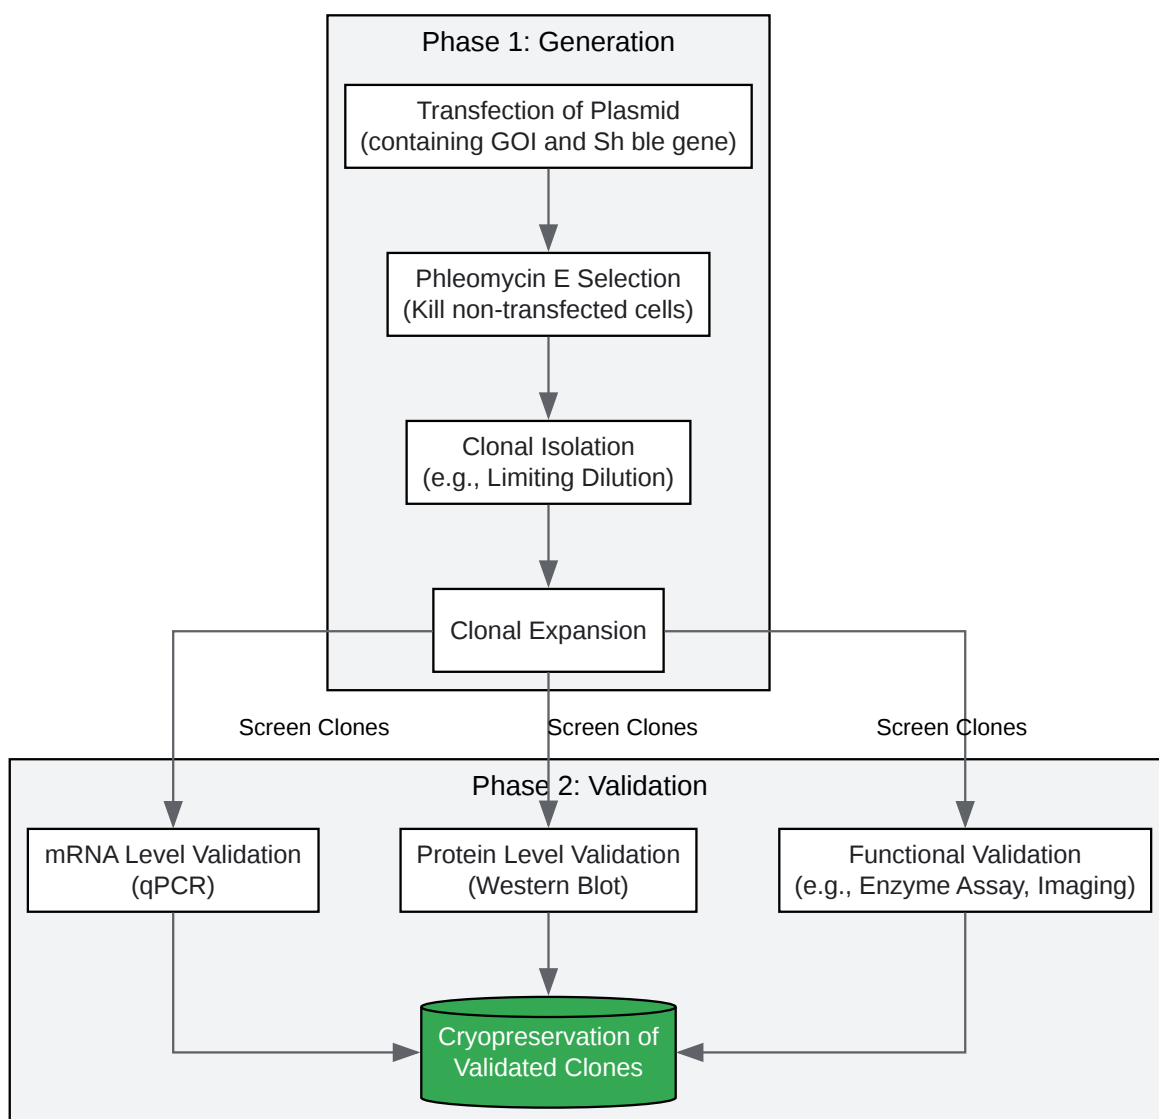 Phase 1: Generation
Transfection of Plasmid
(containing GOI and Sh ble gene)
Phleomycin E Selection
(Kill non-transfected cells)
Clonal Isolation
(e.g., Limiting Dilution)
Clonal Expansion
Screen Clones
Screen Clones
Screen Clones
Phase 2: Validation
mRNA Level Validation
(qPCR)
Protein Level Validation
(Western Blot)
Functional Validation
(e.g., Enzyme Assay, Imaging)
Cryopreservation of
Validated Clones